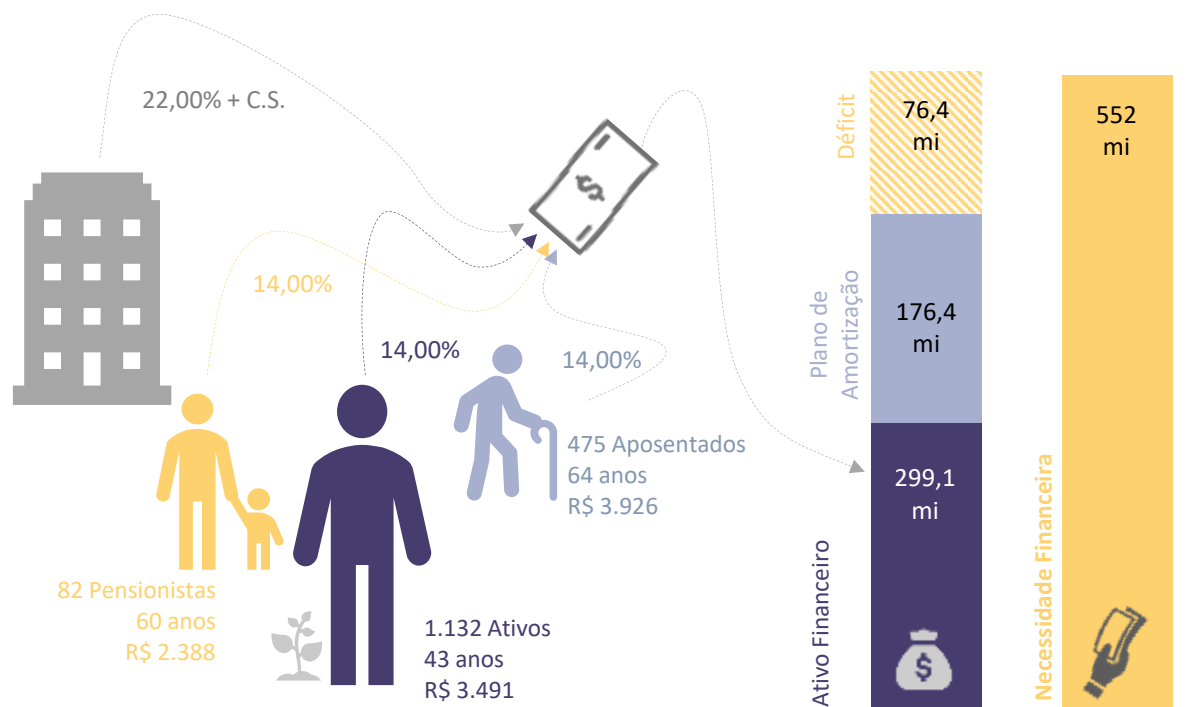 22,00% + C.S.
14,00%
14,00%
14,00%
82 Pensionistas
60 anos
R$ 2.388
1.132 Ativos
43 anos
R$ 3.491
475 Aposentados
64 anos
R$ 3.926
$
Déficit
76,4
mi
Plano de
Amortização
176,4
mi
Ativo Financeiro
299,1
mi
$
Necessidade Financeira
552
mi